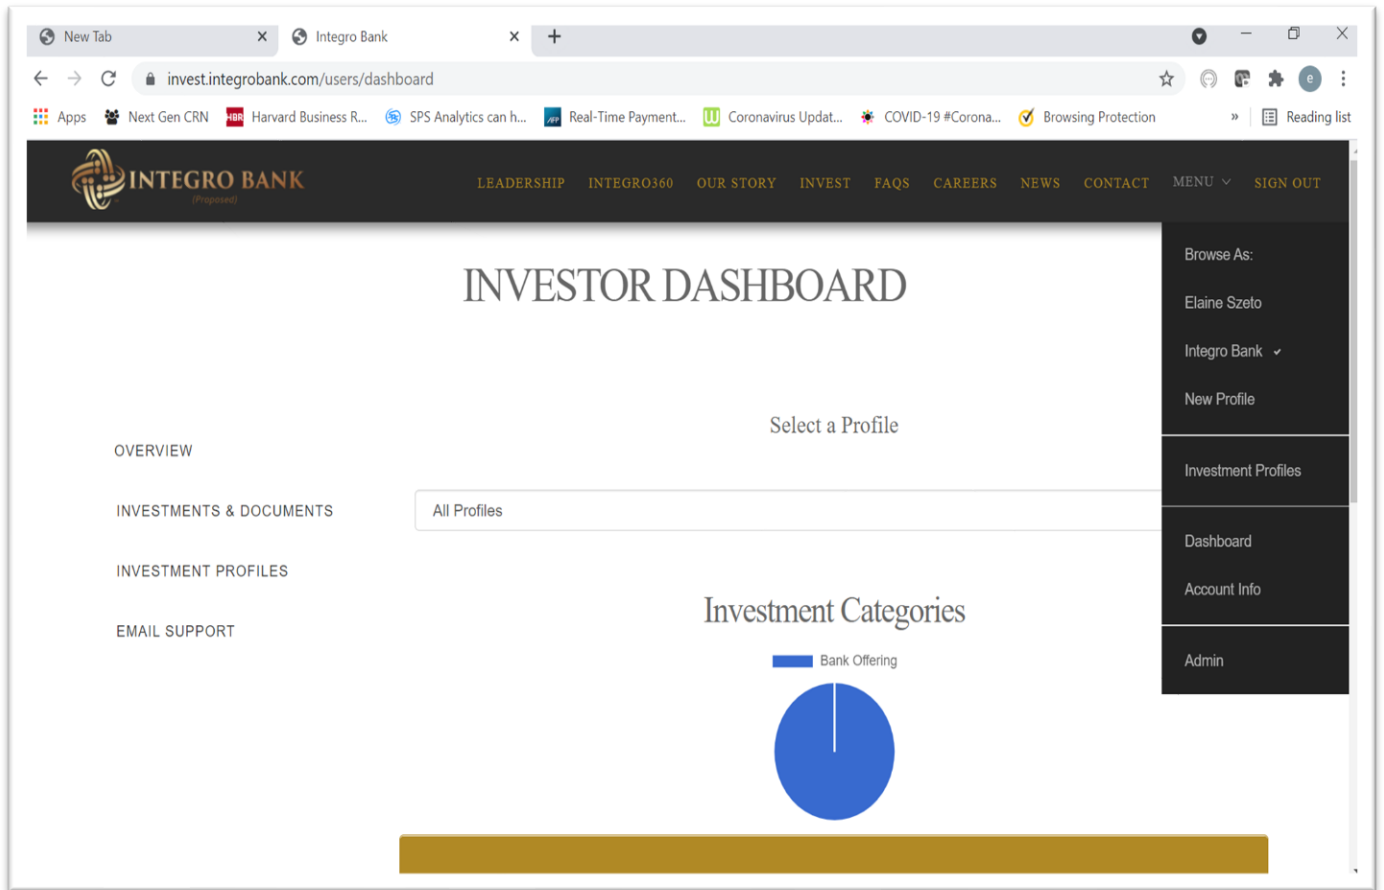 New Tab
Integro Bank
invest.integrobank.com/users/dashboard
e
Apps
Next Gen CRN
HBR Harvard Business R...
SPS Analytics can h...
AFP Real-Time Payment...
Coronavirus Updat...
COVID-19 #Corona...
Browsing Protection
»
Reading list
INTEGRO BANK
(Proposed)
LEADERSHIP INTEGRO360 OUR STORY INVEST FAQS CAREERS NEWS CONTACT MENU SIGN OUT
Browse As:
Elaine Szeto
Integro Bank
New Profile
Investment Profiles
Dashboard
Account Info
Admin
INVESTOR DASHBOARD
OVERVIEW
INVESTMENTS & DOCUMENTS
INVESTMENT PROFILES
EMAIL SUPPORT
Select a Profile
All Profiles
Investment Categories
Bank Offering